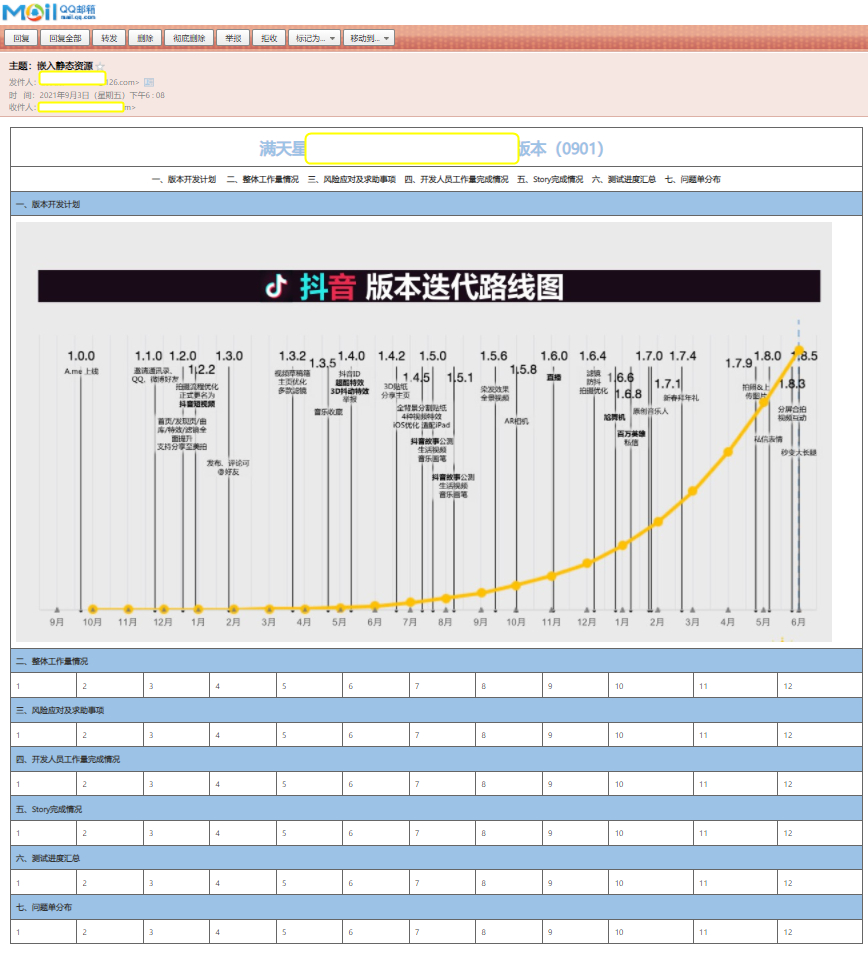 Mail QQ邮箱
mail.qq.com
回复 回复全部 转发 删除 彻底删除 举报 拒收 标记为... 移动到...
主题：嵌入静态资源
发件人： 126.com>
时 间：2021年9月3日（星期五）下午6：08
收件人： m>
满天星 版本（0901）
一、版本开发计划 二、整体工作量情况 三、风险应对及求助事项 四、开发人员工作量完成情况 五、Story完成情况 六、测试进度汇总 七、问题单分布
一、版本开发计划
抖音 版本迭代路线图
1.0.0
A.me 上线
1.1.0
邀请通讯录、
QQ、微博好友
1.2.0
拍摄流程优化
正式更名为
抖音短视频
首页/发现页/曲
库/特效/滤镜全
面提升
支持分享至美拍
1.2.2
1.3.0
发布、评论可
@好友
1.3.2
视频草稿箱
主页优化
多款滤镜
1.3.5
音乐收藏
1.4.0
抖音ID
超酷特效
3D抖动特效
举报
1.4.2
3D贴纸
分享主页
1.4.5
全背景分割贴纸
4种视频特效
iOS优化 适配iPad
1.5.0
抖音故事公测
生活视频
音乐画笔
1.5.1
抖音故事公测
生活视频
音乐画笔
1.5.6
染发效果
全景视频
1.5.8
AR相机
1.6.0
直播
1.6.4
滤镜
防抖
拍摄优化
1.6.6
尬舞机
1.6.8
百万英雄
私信
1.7.0
原创音乐人
1.7.1
1.7.4
新春拜年礼
1.7.9
拍摄&上
传图片
1.8.0
私信表情
1.8.3
分屏合拍
视频互动
1.8.5
秒变大长腿
9月 10月 11月 12月 1月 2月 3月 4月 5月 6月 7月 8月 9月 10月 11月 12月 1月 2月 3月 4月 5月 6月
二、整体工作量情况
1 2 3 4 5 6 7 8 9 10 11 12
三、风险应对及求助事项
1 2 3 4 5 6 7 8 9 10 11 12
四、开发人员工作量完成情况
1 2 3 4 5 6 7 8 9 10 11 12
五、Story完成情况
1 2 3 4 5 6 7 8 9 10 11 12
六、测试进度汇总
1 2 3 4 5 6 7 8 9 10 11 12
七、问题单分布
1 2 3 4 5 6 7 8 9 10 11 12